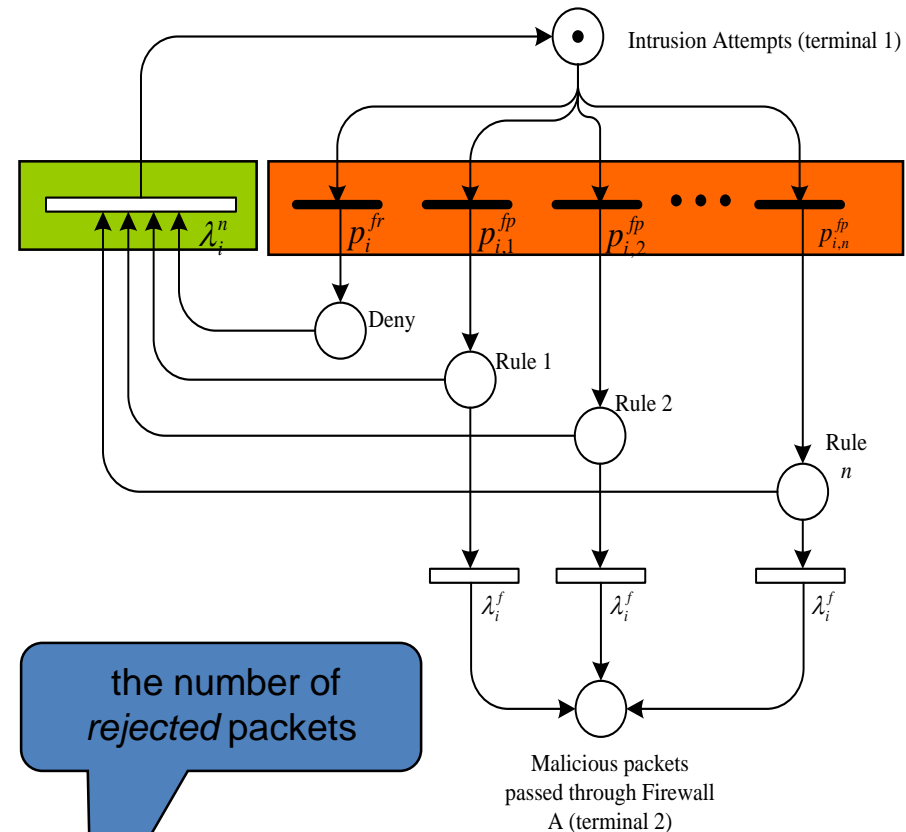 Intrusion Attempts (terminal 1)
λ_i^n
p_i^{fr}
p_{i,1}^{fp}
p_{i,2}^{fp}
• • •
p_{i,n}^{fp}
Deny
Rule 1
Rule 2
Rule
n
λ_i^f
λ_i^f
λ_i^f
the number of
rejected packets
Malicious packets
passed through Firewall
A (terminal 2)